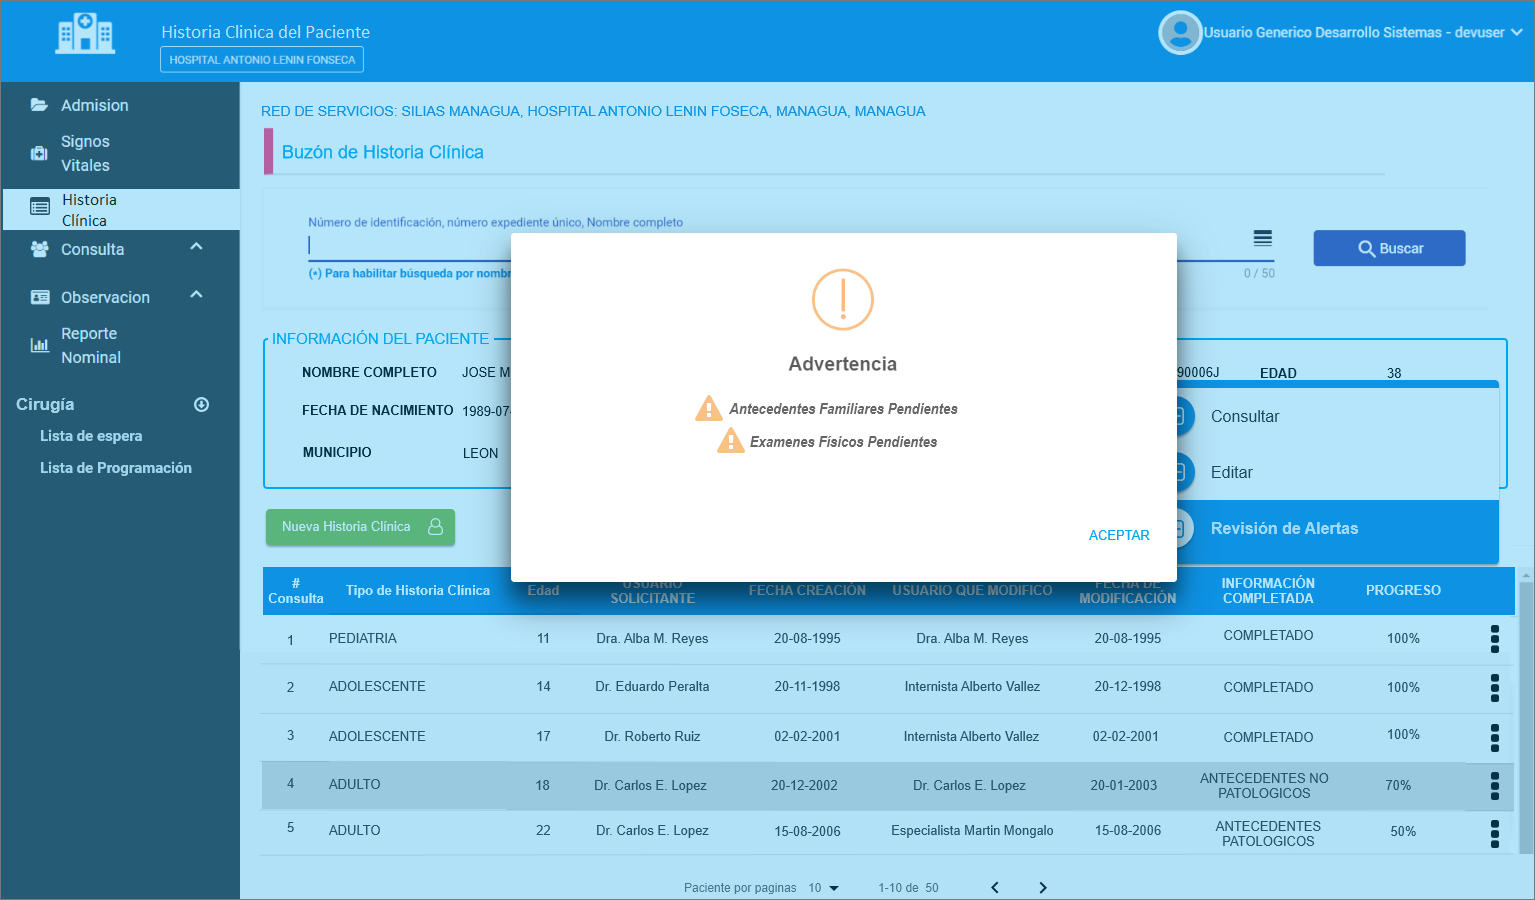 Historia Clinica del Paciente
HOSPITAL ANTONIO LENIN FONSECA
Usuario Generico Desarrollo Sistemas - devuser
Admision
Signos
Vitales
Historia
Clínica
Consulta
Observacion
Reporte
Nominal
Cirugía
Lista de espera
Lista de Programación
RED DE SERVICIOS: SILIAS MANAGUA, HOSPITAL ANTONIO LENIN FOSECA, MANAGUA, MANAGUA
Buzón de Historia Clínica
Número de identificación, número expediente único, Nombre completo
(*) Para habilitar búsqueda por nombr
0 / 50
Buscar
INFORMACIÓN DEL PACIENTE
NOMBRE COMPLETO JOSE M 90006J EDAD 38
FECHA DE NACIMIENTO 1989-07-
MUNICIPIO LEON
Advertencia
Antecedentes Familiares Pendientes
Examenes Fisicos Pendientes
ACEPTAR
Consultar
Editar
Revisión de Alertas
Nueva Historia Clínica
# Consulta Tipo de Historia Clínica Edad USUARIO SOLICITANTE FECHA CREACIÓN USUARIO QUE MODIFICO FECHA DE MODIFICACIÓN INFORMACIÓN COMPLETADA PROGRESO
1 PEDIATRIA 11 Dra. Alba M. Reyes 20-08-1995 Dra. Alba M. Reyes 20-08-1995 COMPLETADO 100%
2 ADOLESCENTE 14 Dr. Eduardo Peralta 20-11-1998 Internista Alberto Vallez 20-12-1998 COMPLETADO 100%
3 ADOLESCENTE 17 Dr. Roberto Ruiz 02-02-2001 Internista Alberto Vallez 02-02-2001 COMPLETADO 100%
4 ADULTO 18 Dr. Carlos E. Lopez 20-12-2002 Dr. Carlos E. Lopez 20-01-2003 ANTECEDENTES NO PATOLOGICOS 70%
5 ADULTO 22 Dr. Carlos E. Lopez 15-08-2006 Especialista Martin Mongalo 15-08-2006 ANTECEDENTES PATOLOGICOS 50%
Paciente por paginas 10 1-10 de 50